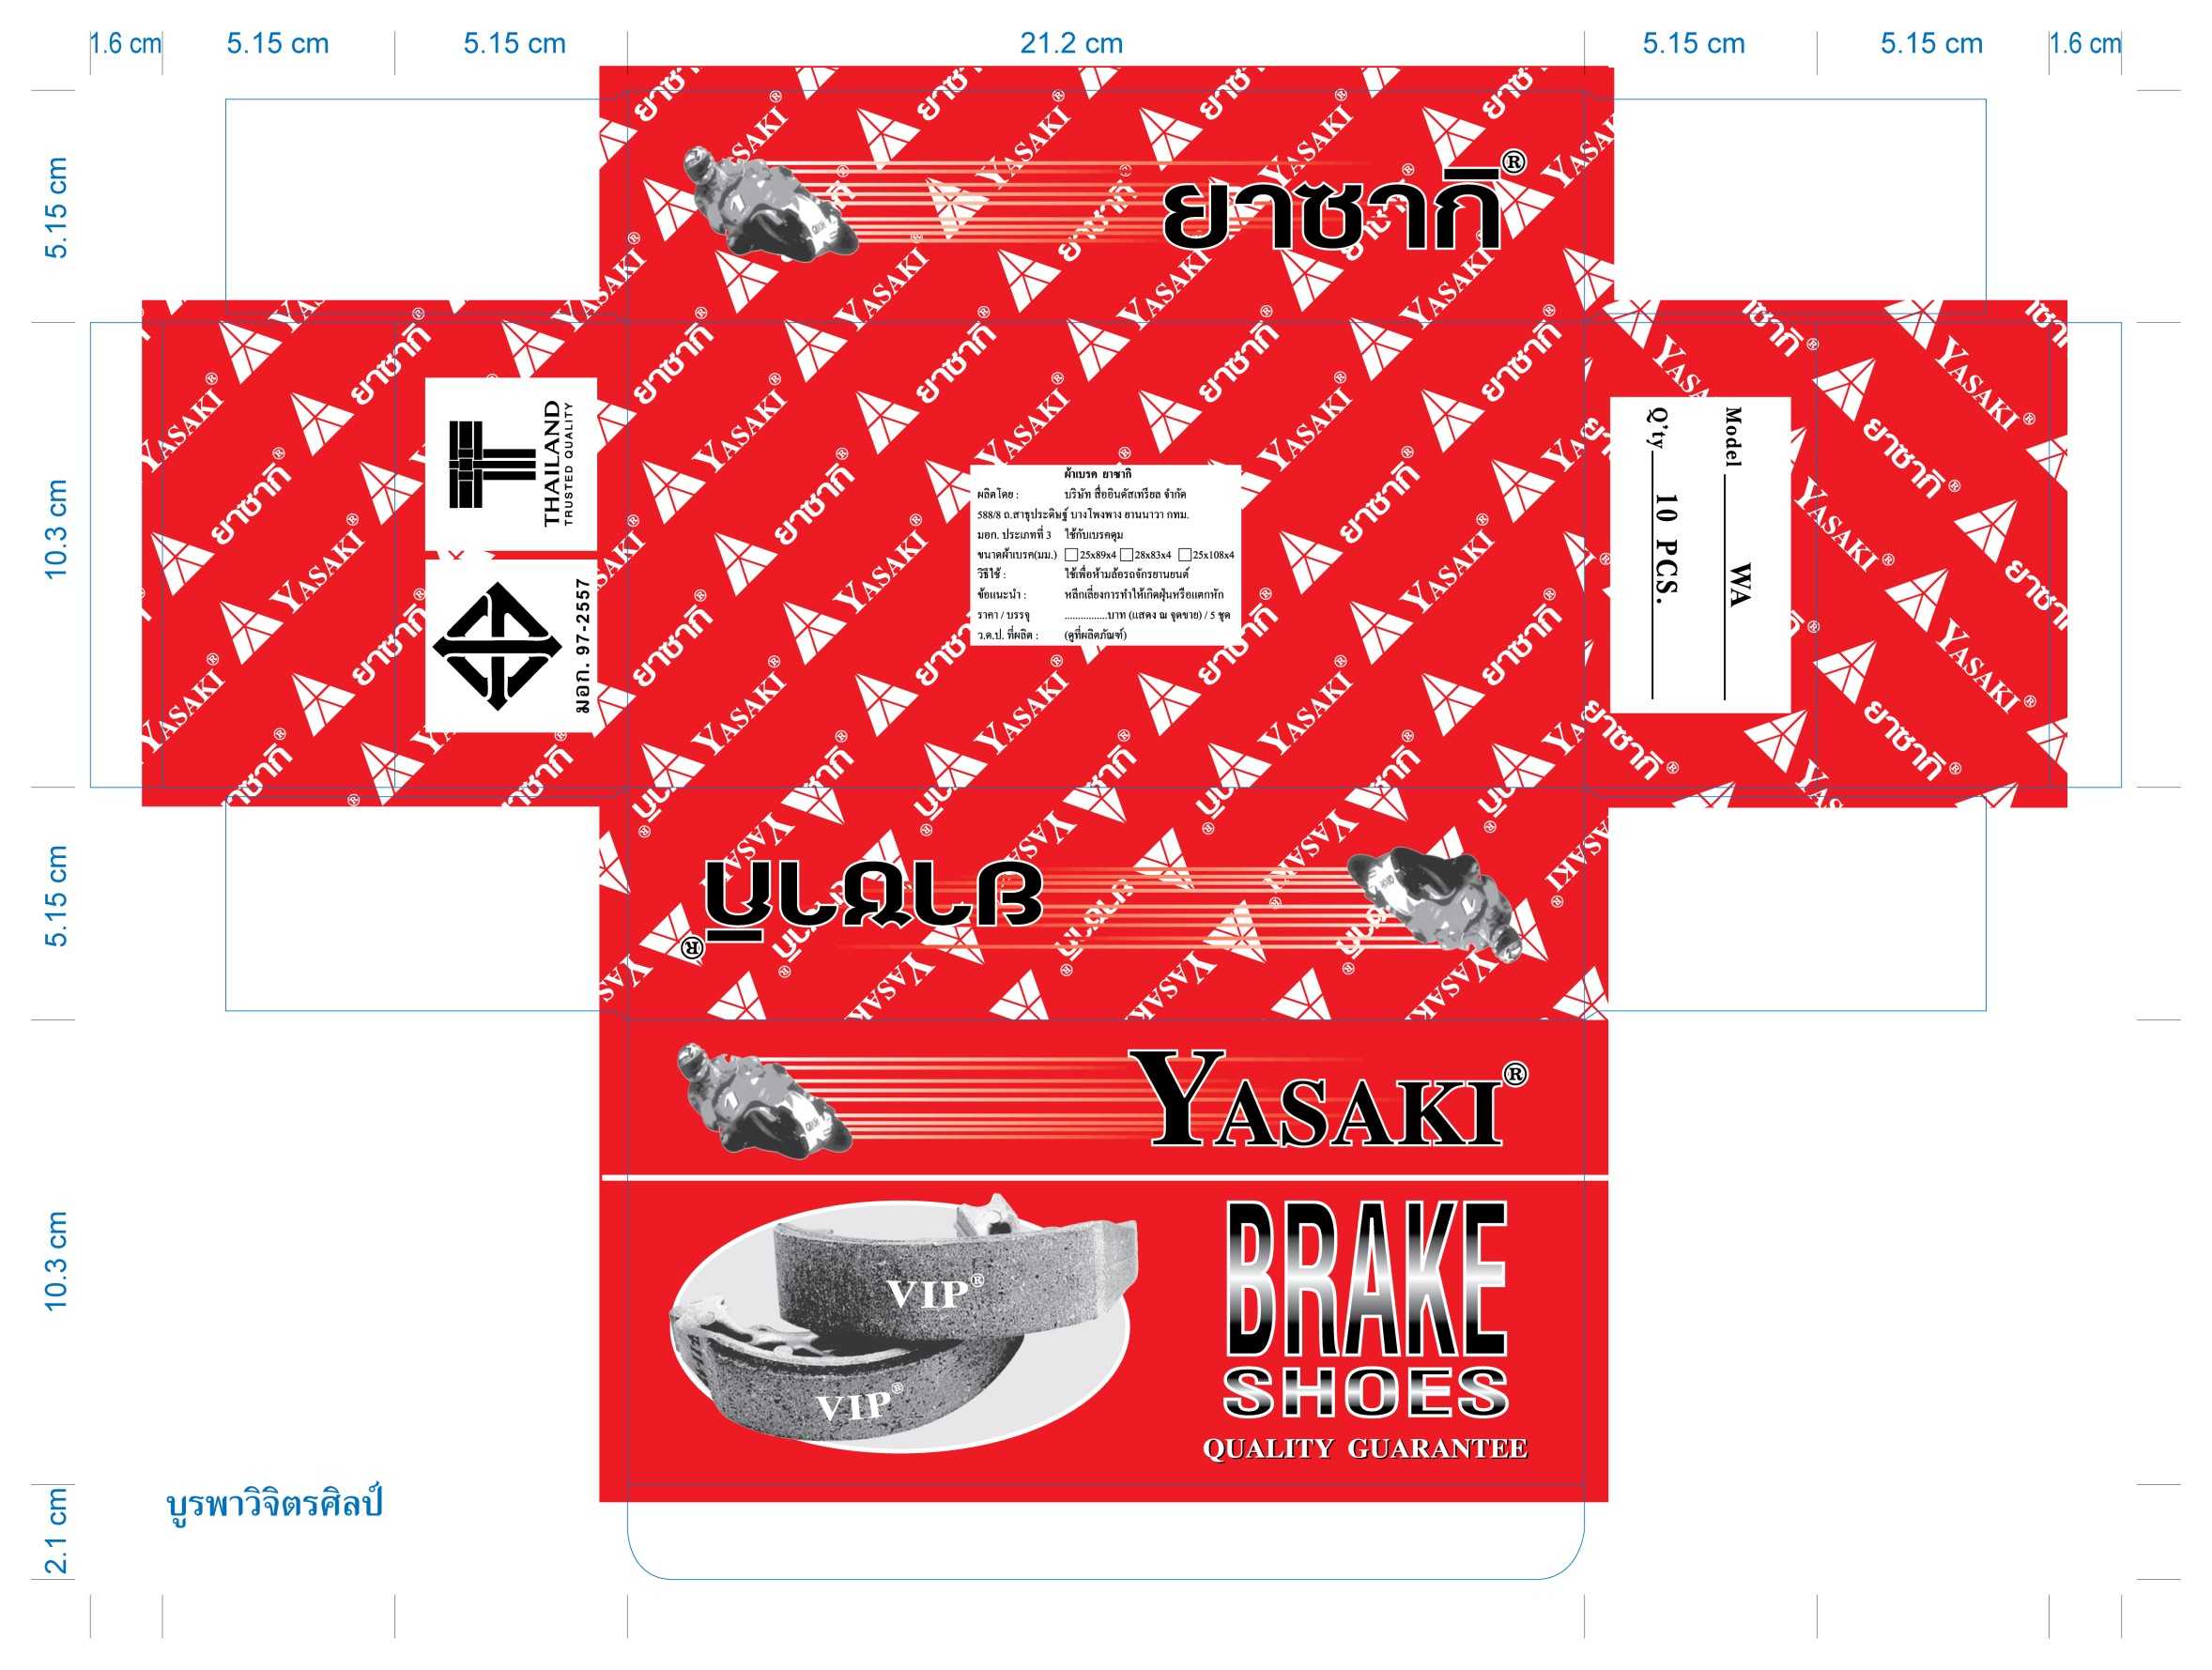 1.6 cm
5.15 cm
5.15 cm
21.2 cm
5.15 cm
5.15 cm
1.6 cm
5.15 cm
10.3 cm
5.15 cm
10.3 cm
2.1 cm
ยาซากิ®
YASAKI®
THAILAND
TRUSTED QUALITY
มอก. 97-2557
ผ้าเบรค ยาซากิ
ผลิตโดย : บริษัท สื่ออินดัสเทรียล จำกัด
588/8 ถ.สาธุประดิษฐ์ บางโพงพาง ยานนาวา กทม.
มอก. ประเภทที่ 3 ใช้กับเบรคดุม
ขนาดผ้าเบรค(มม.) □ 25x89x4 □ 28x83x4 □ 25x108x4
วิธีใช้ : ใช้เพื่อห้ามล้อรถจักรยานยนต์
ข้อแนะนำ : หลีกเลี่ยงการทำให้เกิดฝุ่นหรือแตกหัก
ราคา / บรรจุ ................บาท (แสดง ณ จุดขาย) / 5 ชุด
ว.ด.ป. ที่ผลิต : (ดูที่ผลิตภัณฑ์)
Model WA
Q'ty 10 PCS.
ยาซากิ®
YASAKI®
VIP®
VIP®
BRAKE
SHOES
QUALITY GUARANTEE
บูรพาวิจิตรศิลป์